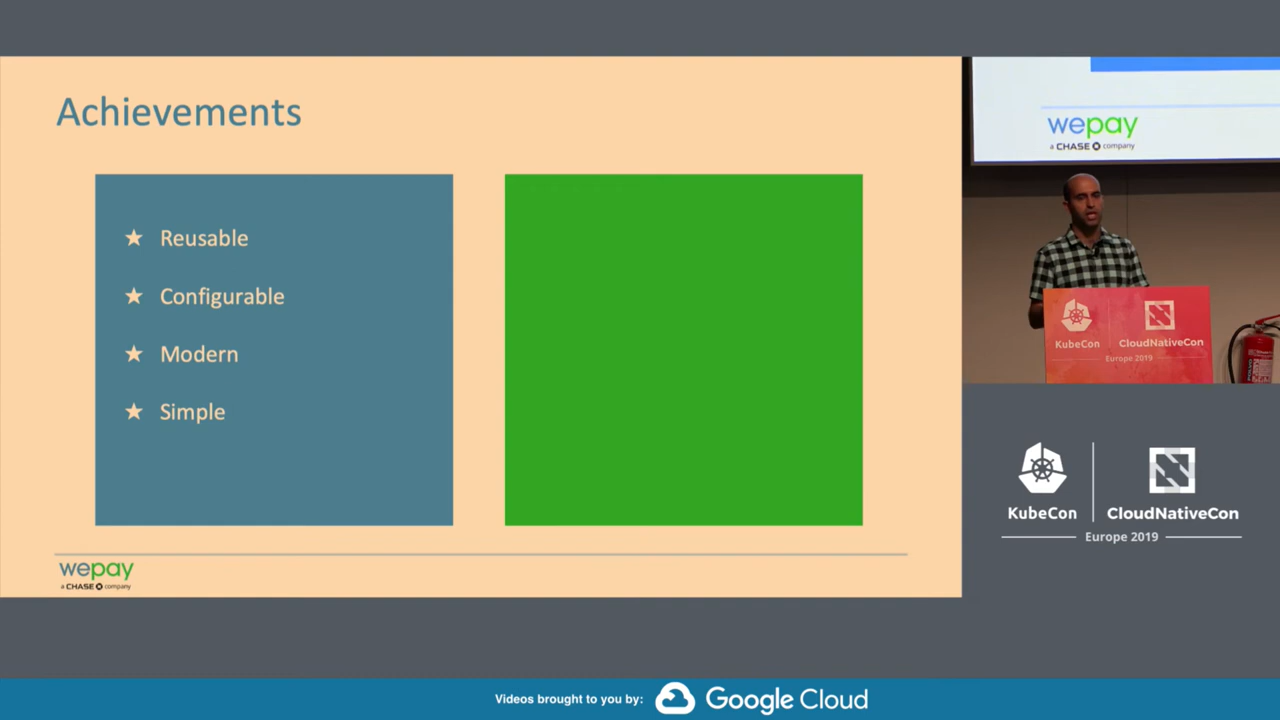 Achievements
★ Reusable
★ Configurable
★ Modern
★ Simple
wepay
a CHASE company
wepay
a CHASE company
KubeCon
CloudNativeCon
Europe 2019
KubeCon
CloudNativeCon
Europe 2019
Videos brought to you by:
Google Cloud